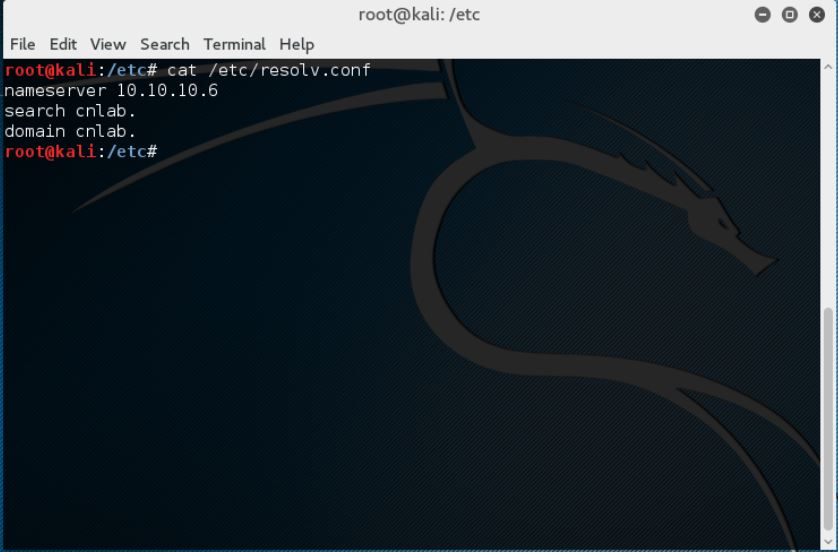 root@kali: /etc
File Edit View Search Terminal Help
root@kali:/etc# cat /etc/resolv.conf
nameserver 10.10.10.6
search cnlab.
domain cnlab.
root@kali:/etc#